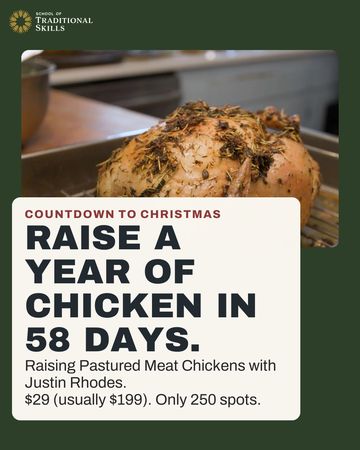 SCHOOL OF
TRADITIONAL
SKILLS
COUNTDOWN TO CHRISTMAS
RAISE A
YEAR OF
CHICKEN IN
58 DAYS.
Raising Pastured Meat Chickens with
Justin Rhodes.
$29 (usually $199). Only 250 spots.